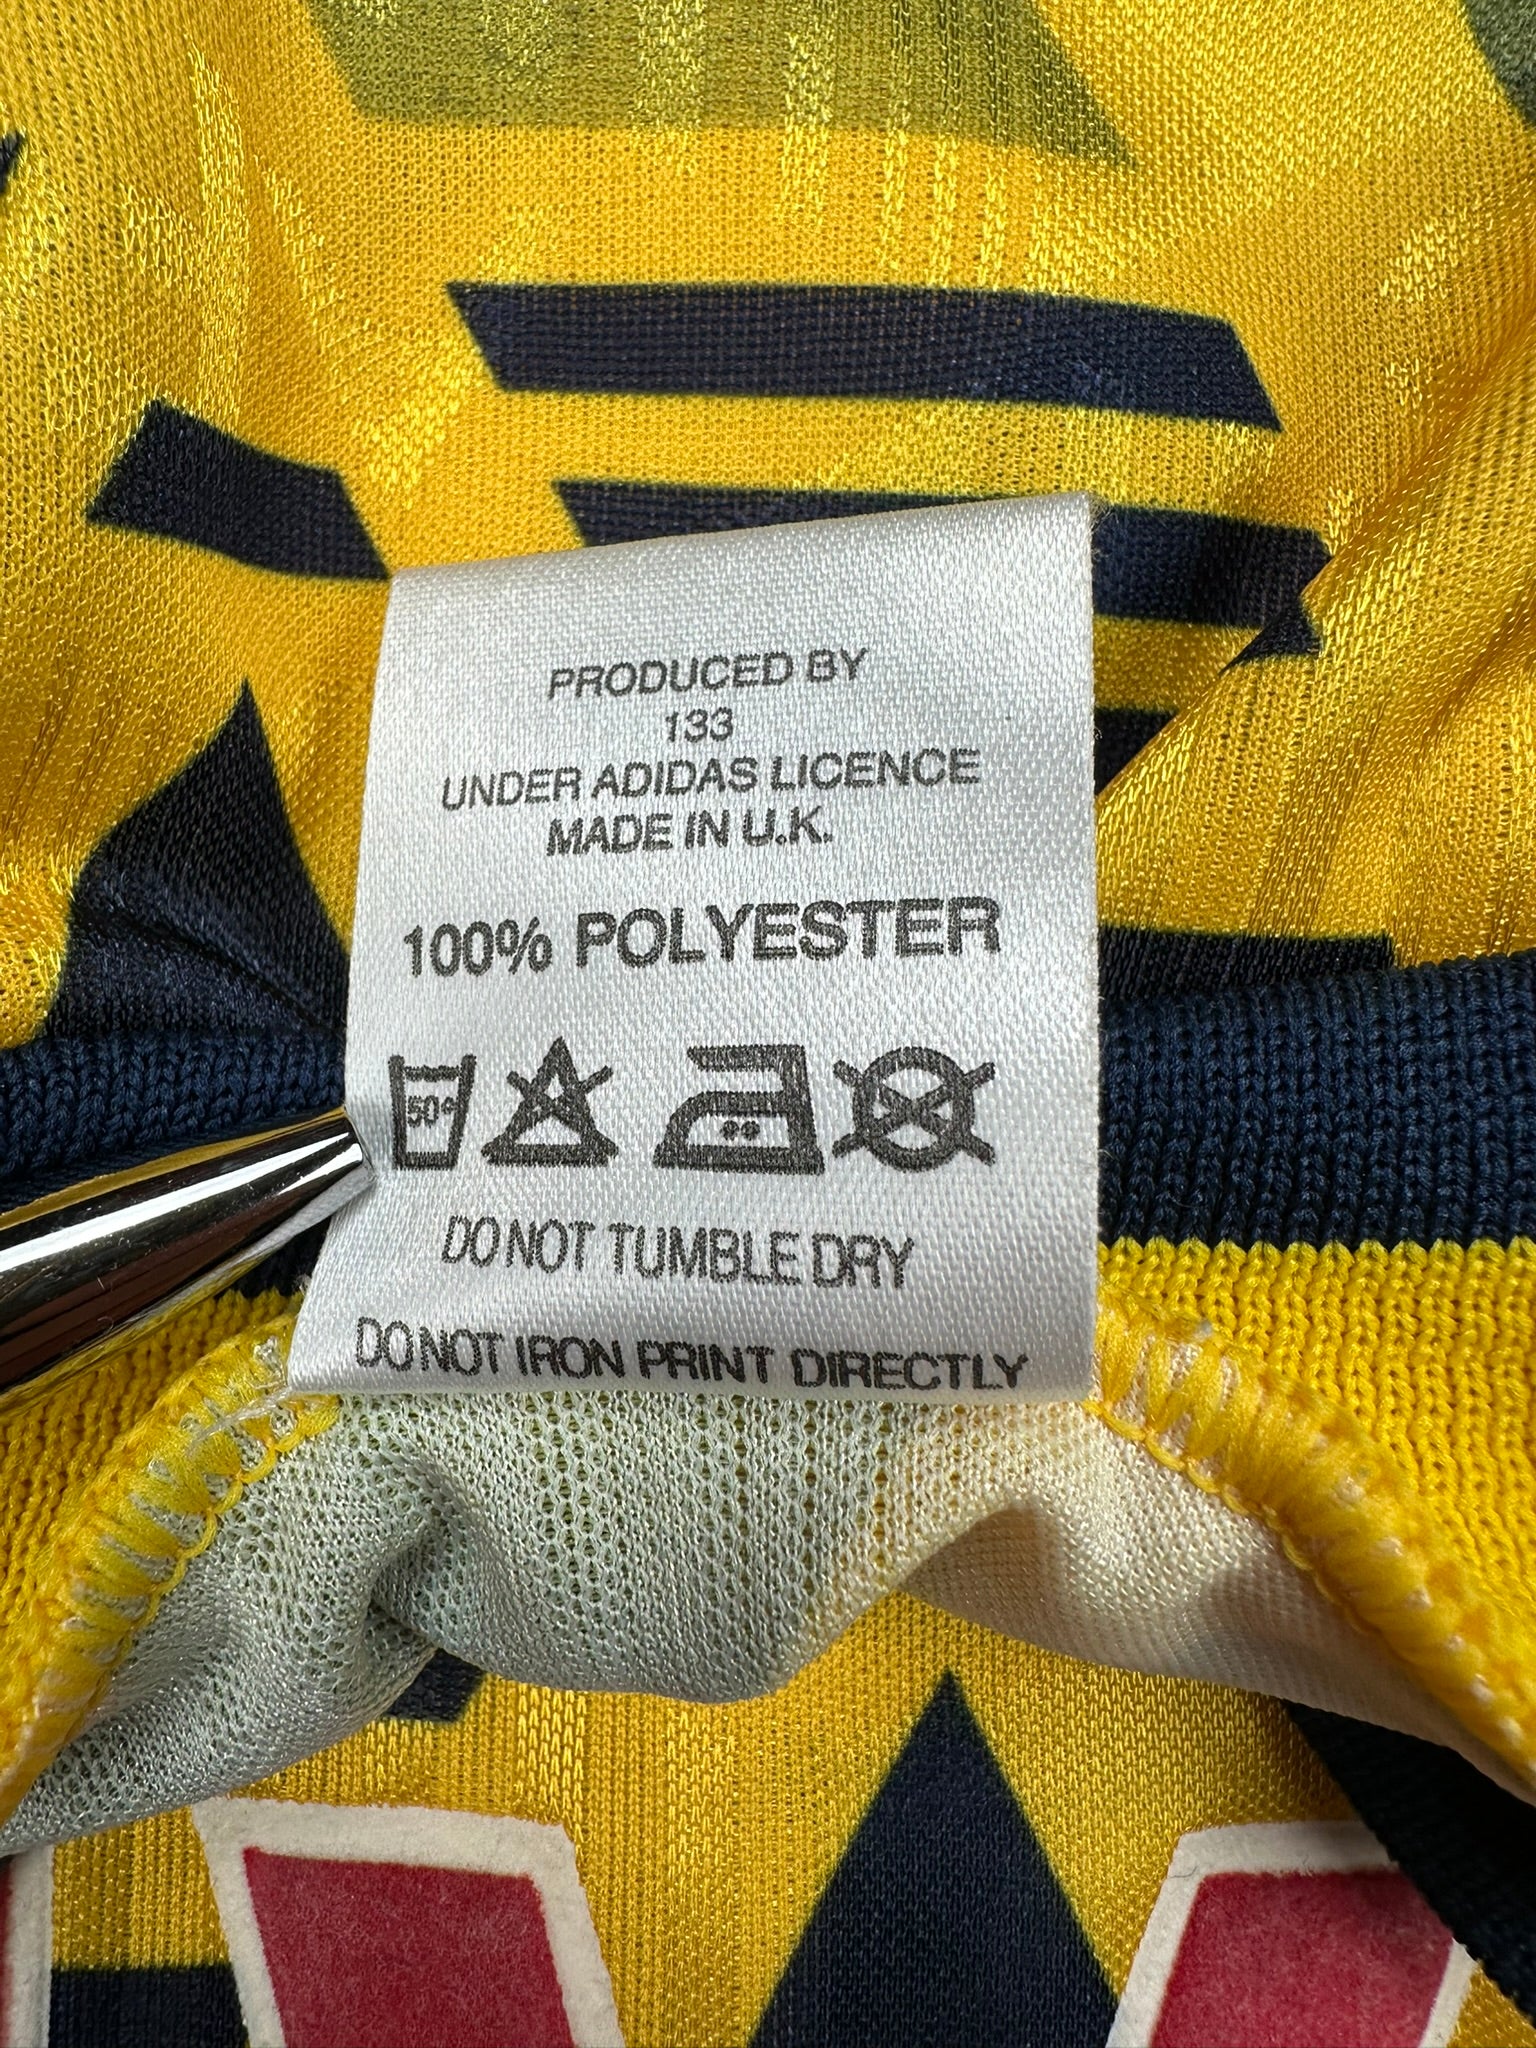 PRODUCED BY
133
UNDER ADIDAS LICENCE
MADE IN U.K.
100% POLYESTER
50°
DO NOT TUMBLE DRY
DO NOT IRON PRINT DIRECTLY